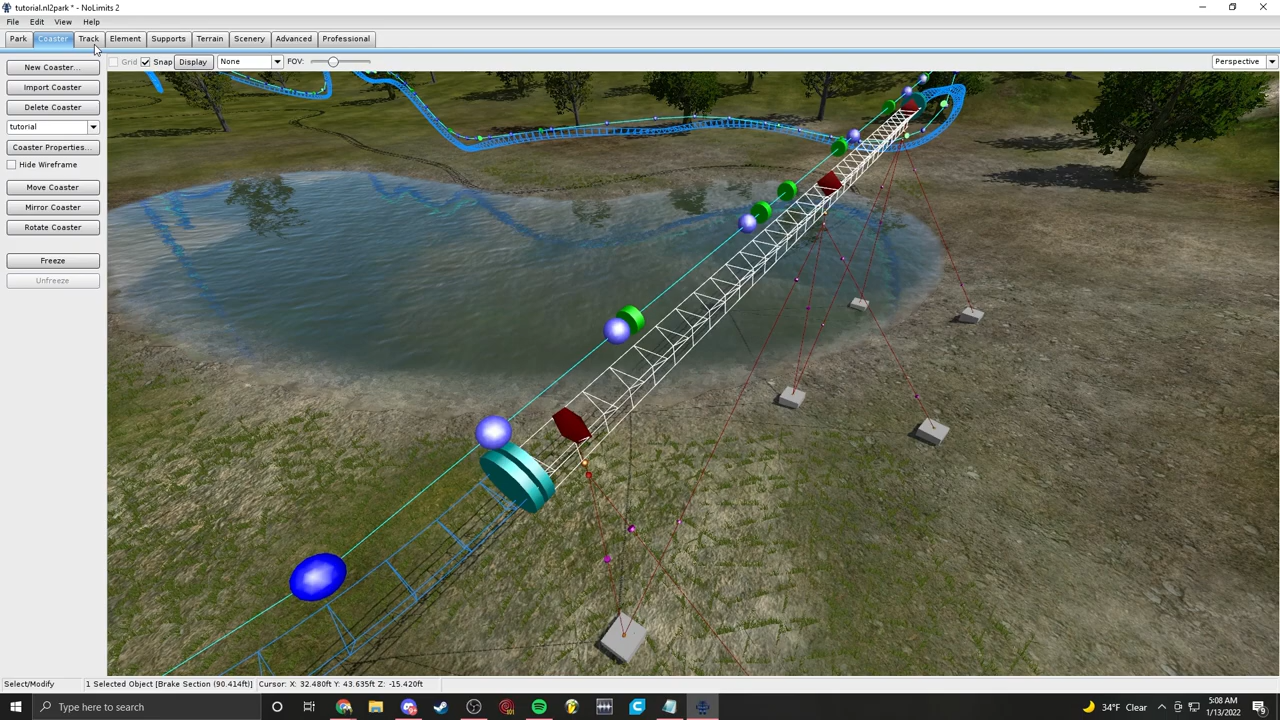 tutorial.nl2park * - NoLimits 2
File Edit View Help
Park Coaster Track Element Supports Terrain Scenery Advanced Professional
Grid Snap Display None FOV: Perspective
New Coaster...
Import Coaster
Delete Coaster
tutorial
Coaster Properties...
Hide Wireframe
Move Coaster
Mirror Coaster
Rotate Coaster
Freeze
Unfreeze
Select/Modify 1 Selected Object [Brake Section (90.414ft)] Cursor: X: 32.480ft Y: 43.635ft Z: -15.420ft
Type here to search 34°F Clear 5:08 AM
1/13/2022